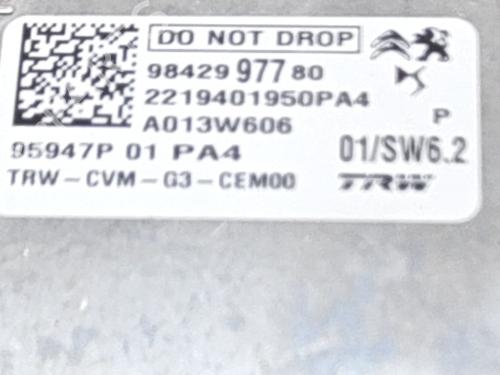 DO NOT DROP
98429 977 80
2219401950PA4
A013W606
P
95947P 01 PA4
01/SW6.2
TRW-CVM-G3-CEM00
TRW